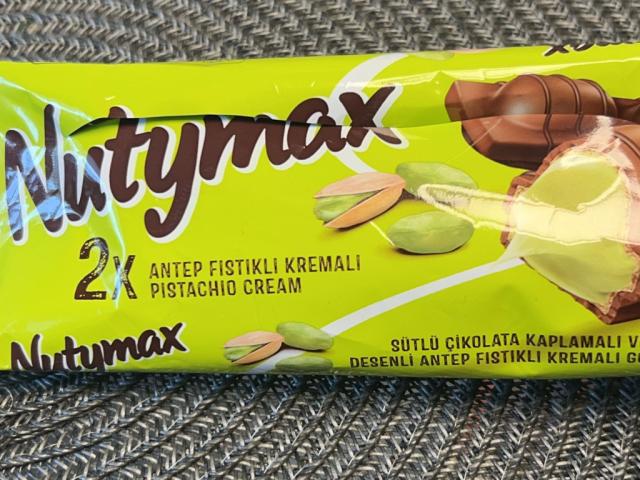 Nutymax
2x
ANTEP FISTIKLI KREMALI
PISTACHIO CREAM
Nutymax
SÜTLÜ ÇİKOLATA KAPLAMALI
DESENLİ ANTEP FISTIKLI KREMALI